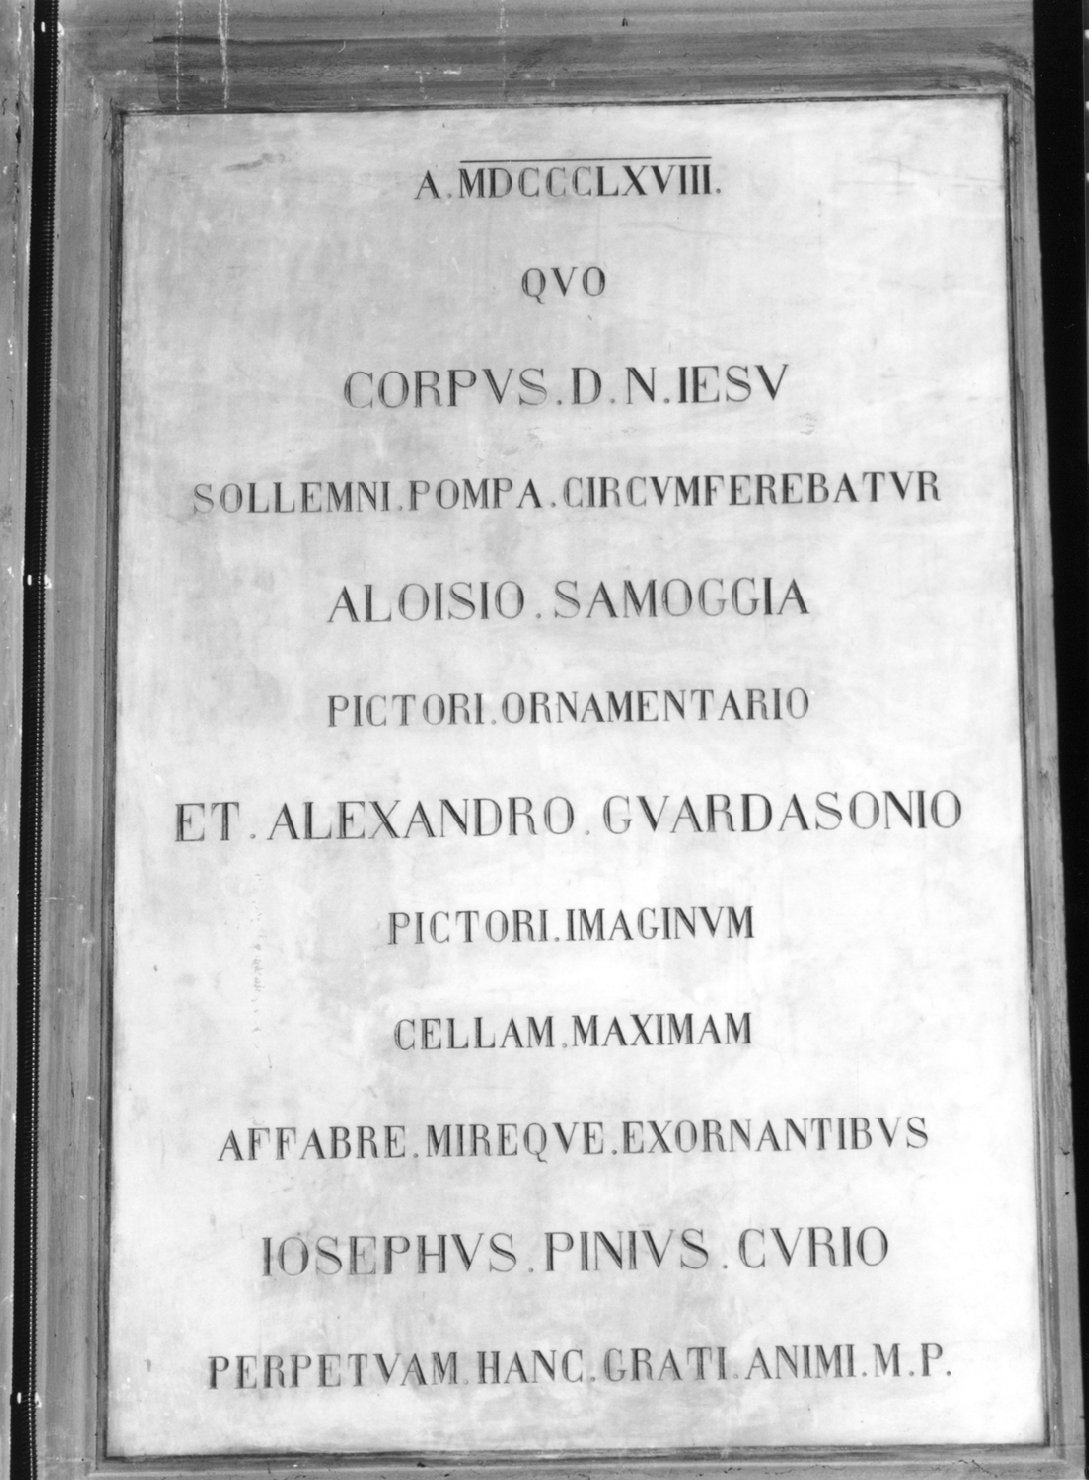 A.MDCCCLXVIII.
QVO
CORPVS.D.N.IESV
SOLLEMNI.POMPA.CIRCVMFEREBATVR
ALOISIO.SAMOGGIA
PICTORI.ORNAMENTARIO
ET.ALEXANDRO.GVARDASONIO
PICTORI.IMAGINVM
CELLAM.MAXIMAM
AFFABRE.MIREQVE.EXORNANTIBVS
IOSEPHVS.PINIVS.CVRIO
PERPETVAM.HANC.GRATI.ANIMI.M.P.